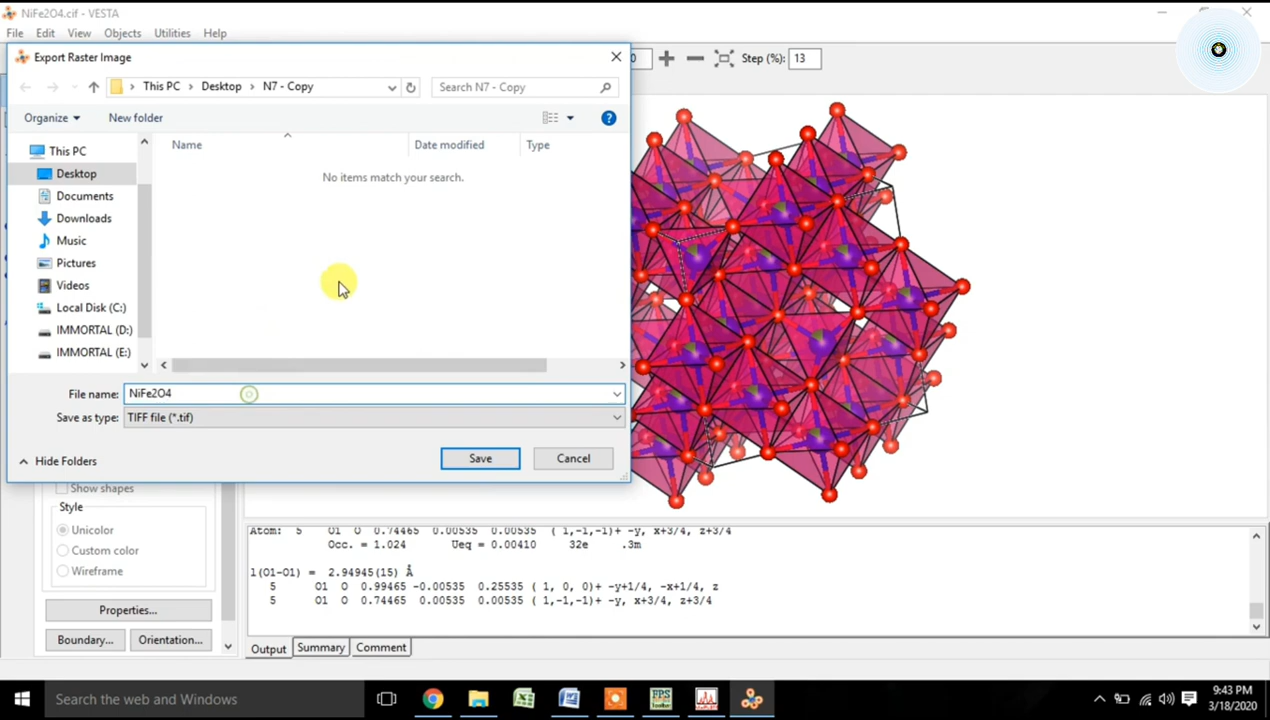 NiFe2O4.cif - VESTA
File Edit View Objects Utilities Help
Export Raster Image
0 Step (%): 13
This PC Desktop N7 - Copy Search N7 - Copy
Organize New folder
Name Date modified Type
This PC
Desktop
Documents
Downloads
Music
Pictures
Videos
Local Disk (C:)
IMMORTAL (D:)
IMMORTAL (E:)
No items match your search.
File name: NiFe2O4
Save as type: TIFF file (*.tif)
Hide Folders Save Cancel
Show shapes
Style
Unicolor
Custom color
Wireframe
Properties...
Boundary... Orientation...
Atom: 5 O1 O 0.74465 0.00535 0.00535 ( 1,-1,-1)+ -y, x+3/4, z+3/4
Occ. = 1.024 Ueq = 0.00410 32e .3m
l(O1-O1) = 2.94945(15) Å
5 O1 O 0.99465 -0.00535 0.25535 ( 1, 0, 0)+ -y+1/4, -x+1/4, z
5 O1 O 0.74465 0.00535 0.00535 ( 1,-1,-1)+ -y, x+3/4, z+3/4
Output Summary Comment
Search the web and Windows
9:43 PM
3/18/2020